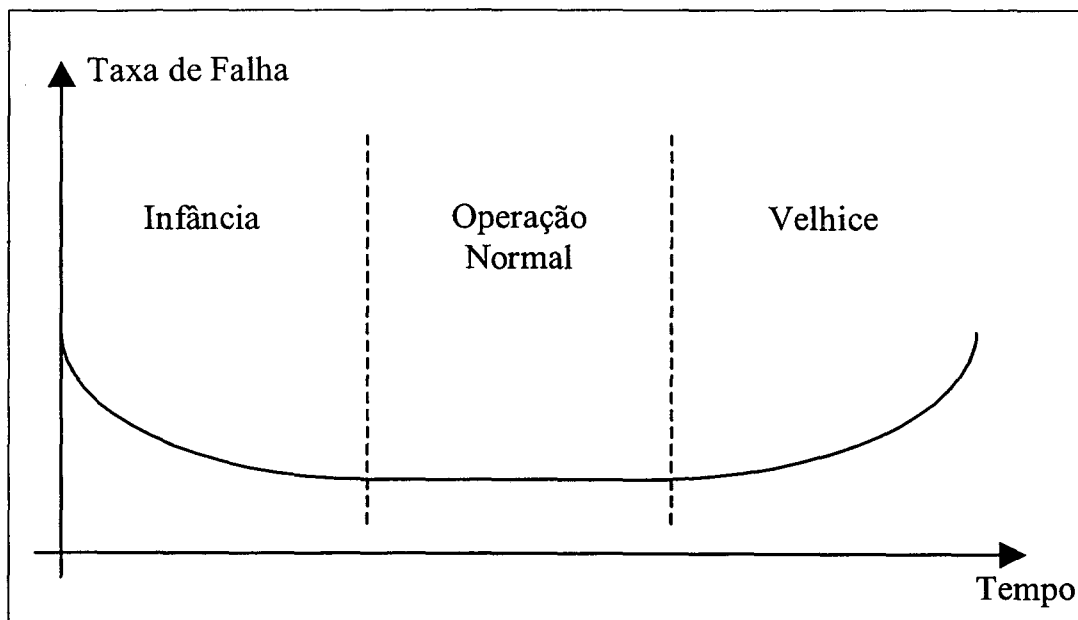 Taxa de Falha
Infância
Operação
Normal
Velhice
Tempo